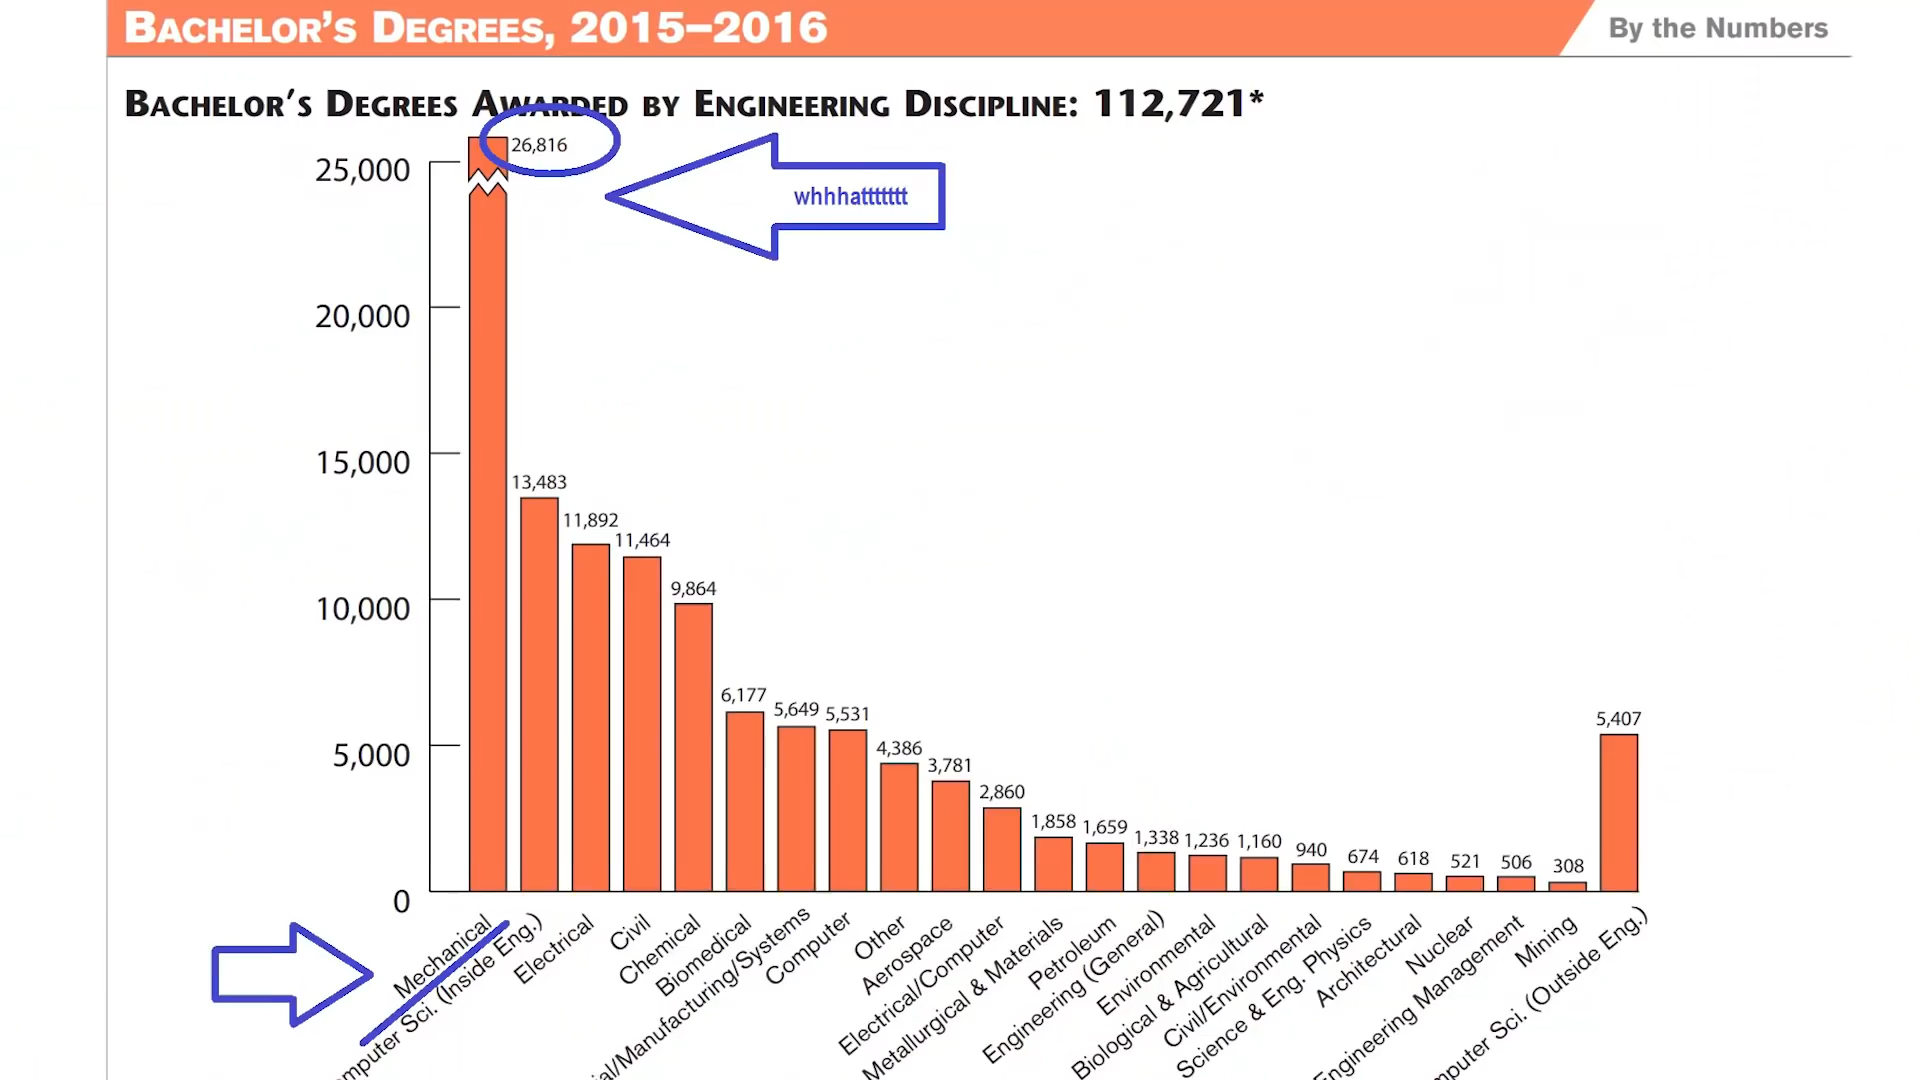 BACHELOR'S DEGREES, 2015–2016
By the Numbers
BACHELOR'S DEGREES AWARDED BY ENGINEERING DISCIPLINE: 112,721*
26,816
whhhattttttt
25,000
20,000
15,000
10,000
5,000
0
13,483
11,892
11,464
9,864
6,177
5,649
5,531
4,386
3,781
2,860
1,858
1,659
1,338
1,236
1,160
940
674
618
521
506
308
5,407
Mechanical
mputer Sci. (Inside Eng.)
Electrical
Civil
Chemical
Biomedical
ial/Manufacturing/Systems
Computer
Other
Aerospace
Electrical/Computer
Metallurgical & Materials
Petroleum
Engineering (General)
Environmental
Biological & Agricultural
Civil/Environmental
Science & Eng. Physics
Architectural
Nuclear
Engineering Management
Mining
mputer Sci. (Outside Eng.)